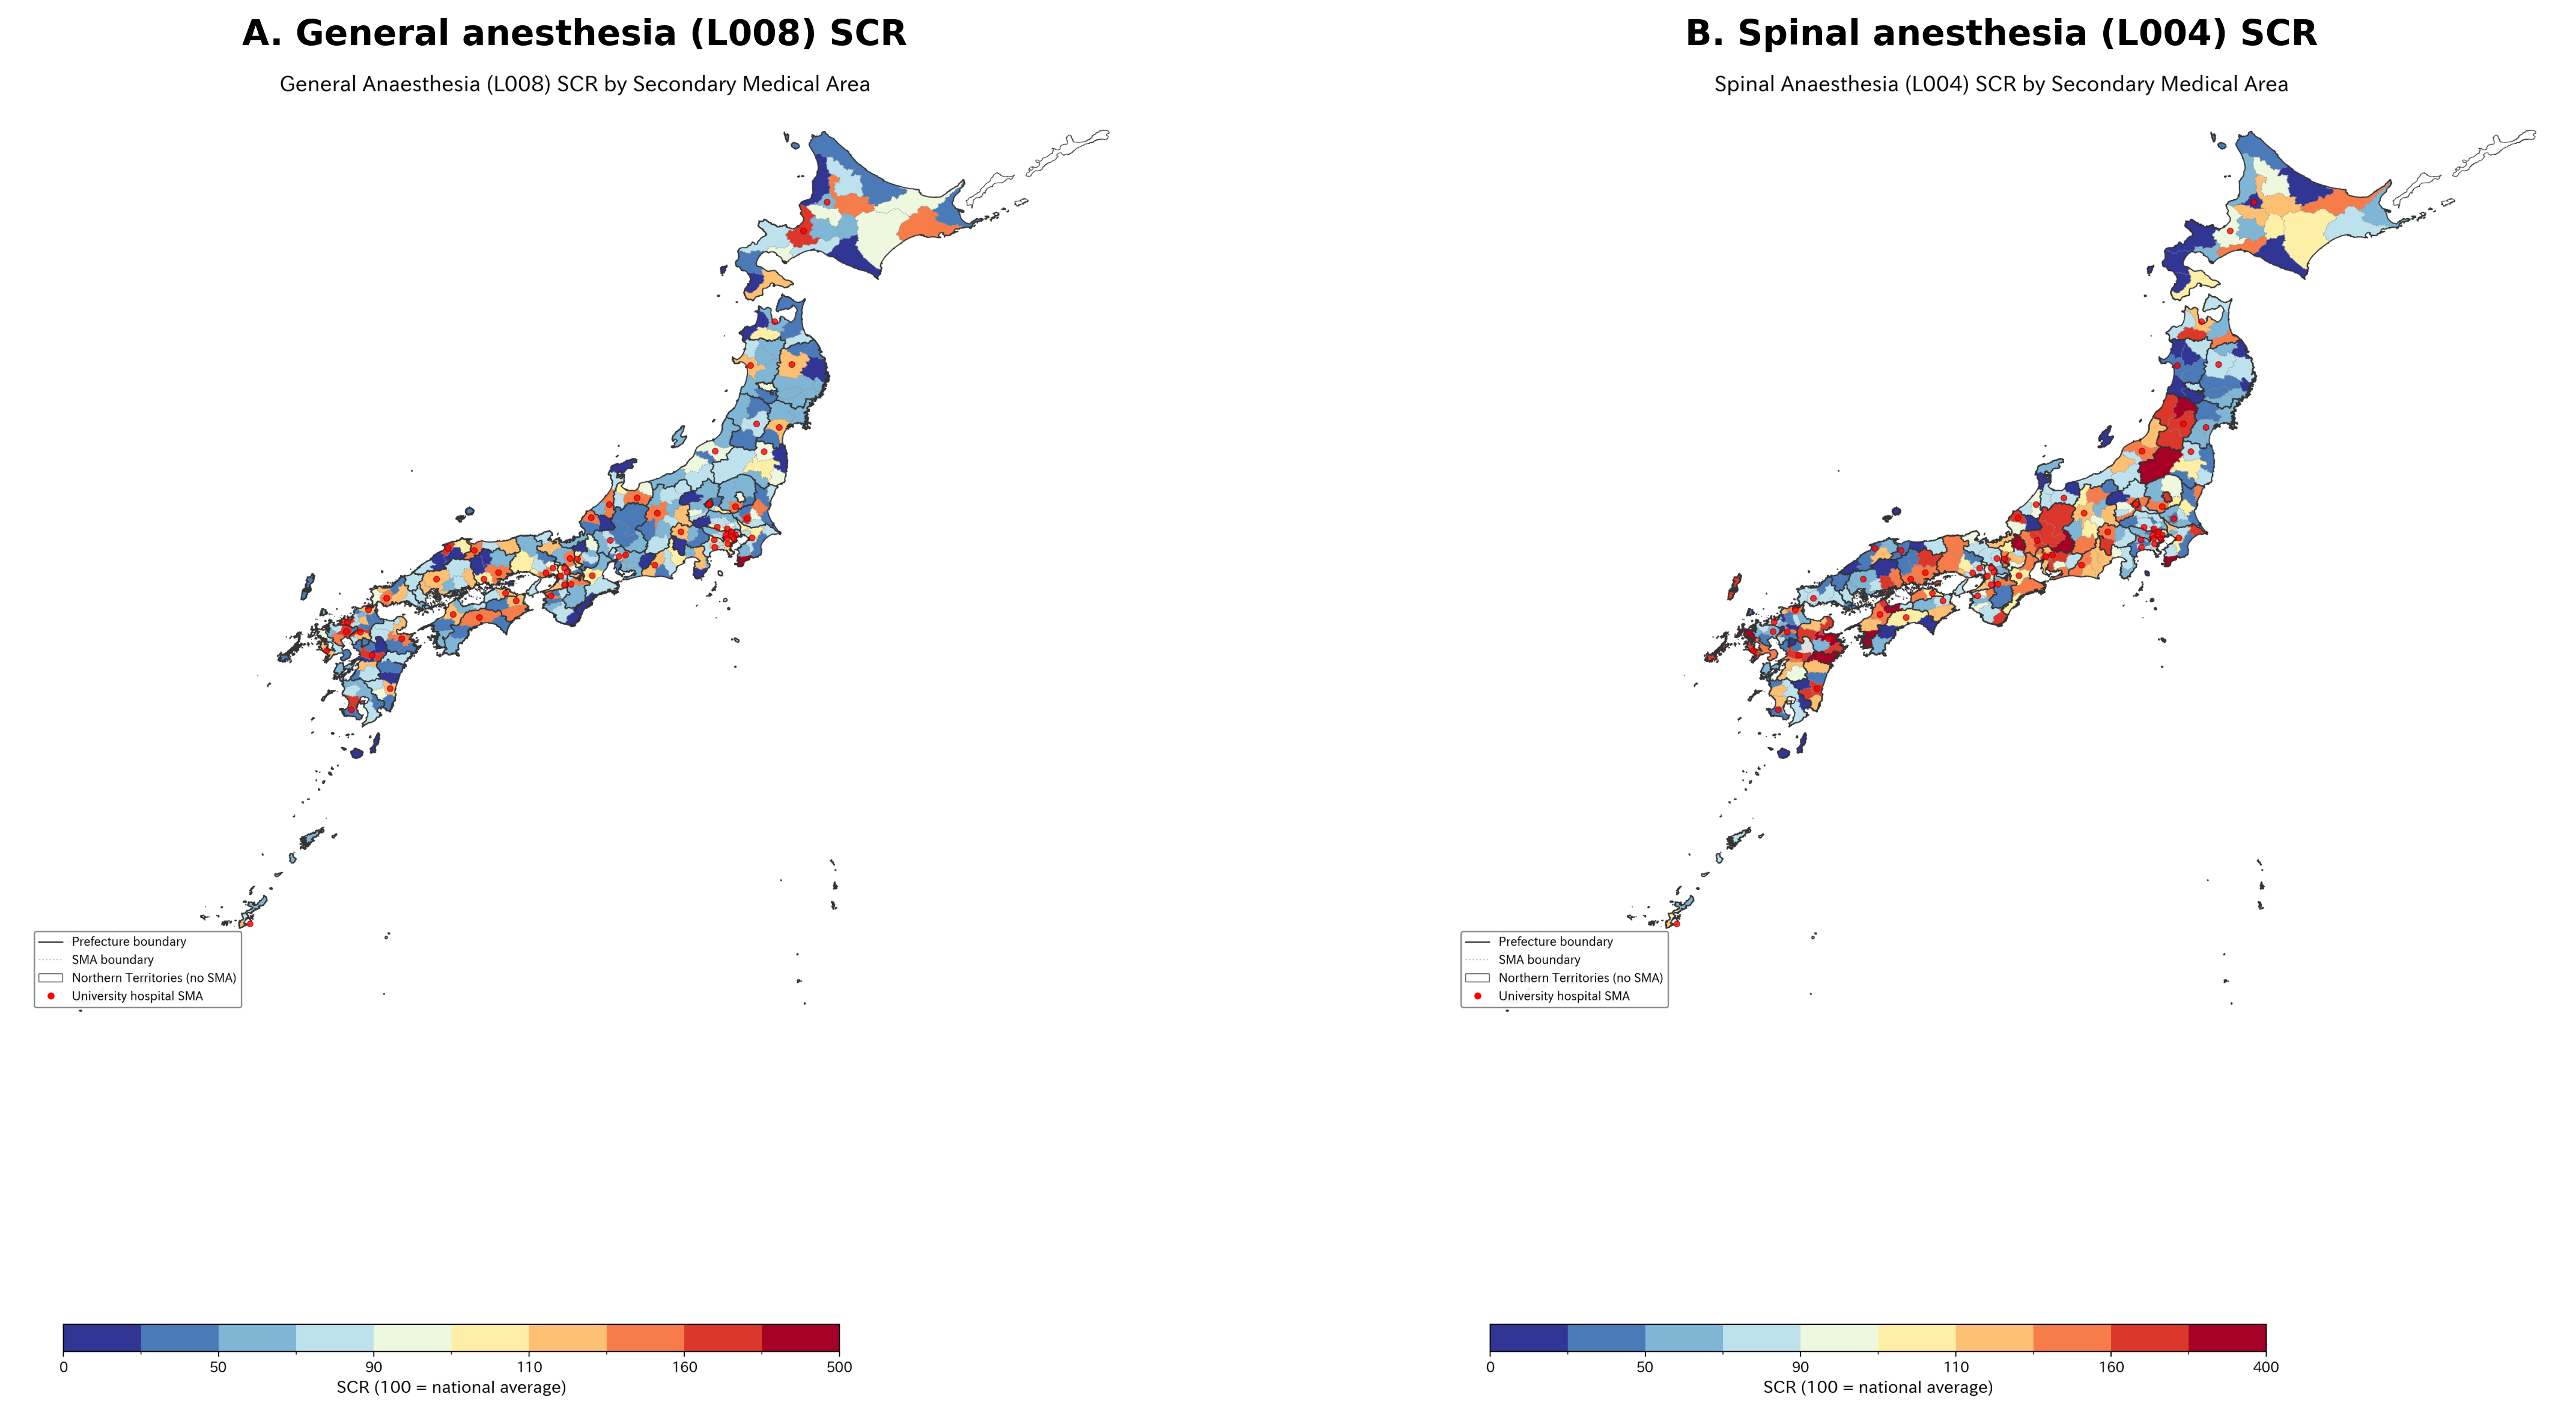 A. General anesthesia (L008) SCR
General Anaesthesia (L008) SCR by Secondary Medical Area
Prefecture boundary
SMA boundary
Northern Territories (no SMA)
University hospital SMA
0 50 90 110 160 500
SCR (100 = national average)
B. Spinal anesthesia (L004) SCR
Spinal Anaesthesia (L004) SCR by Secondary Medical Area
Prefecture boundary
SMA boundary
Northern Territories (no SMA)
University hospital SMA
0 50 90 110 160 400
SCR (100 = national average)